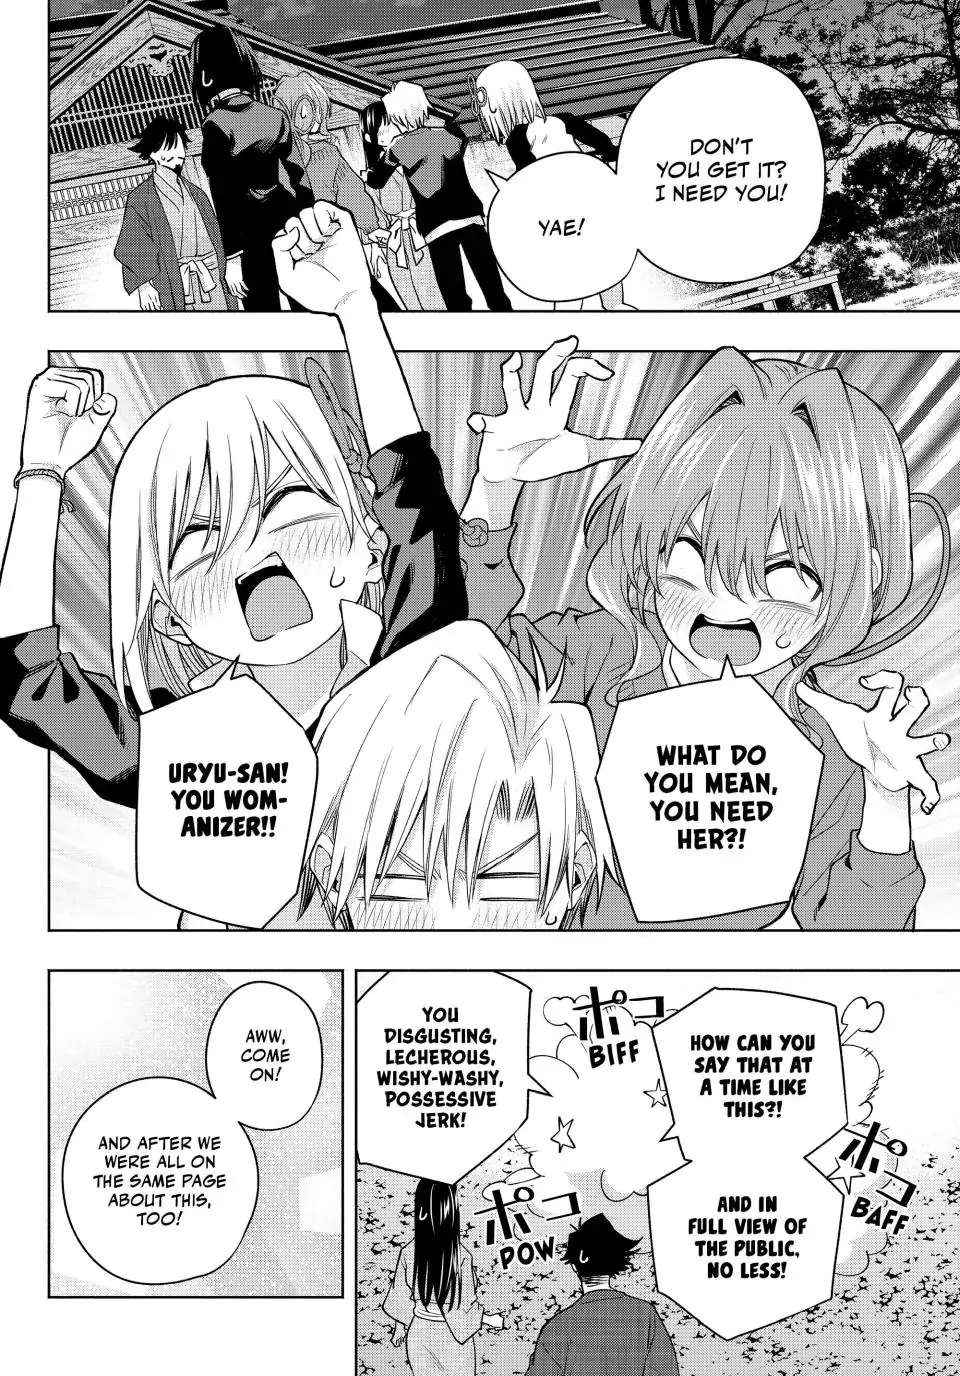 DON'T
YOU GET IT?
I NEED YOU!
YAE!
WHAT DO
YOU MEAN,
YOU NEED
HER?!
URYU-SAN!
YOU WOM-
ANIZER!!
HOW CAN YOU
SAY THAT AT
A TIME LIKE
THIS?!
AND IN
FULL VIEW OF
THE PUBLIC,
NO LESS!
ポコ
BIFF
ポコ
BAFF
ポコ
POW
YOU
DISGUSTING,
LECHEROUS,
WISHY-WASHY,
POSSESSIVE
JERK!
AWW,
COME
ON!
AND AFTER WE
WERE ALL ON
THE SAME PAGE
ABOUT THIS,
TOO!